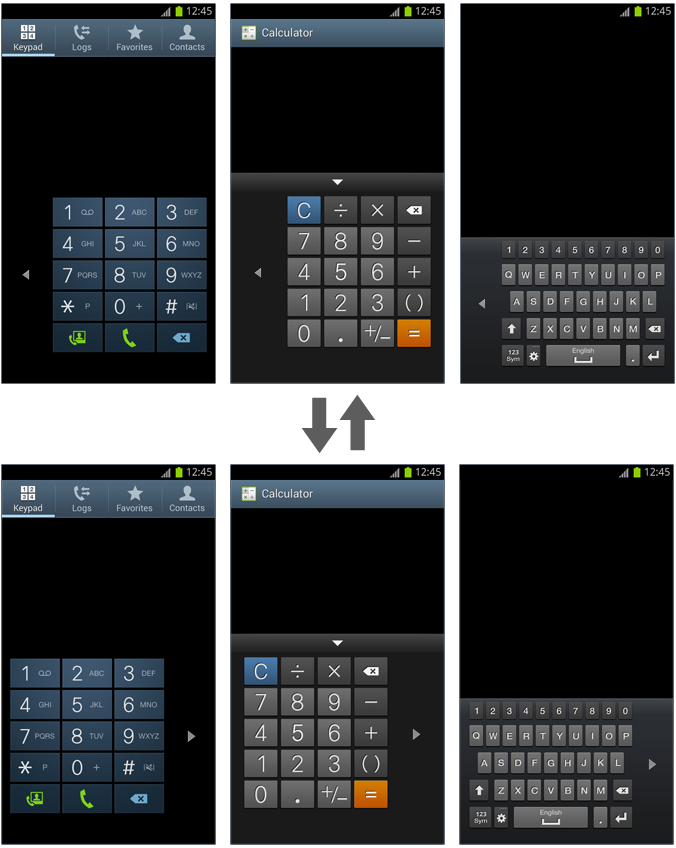 12:45
Keypad Logs Favorites Contacts
1 2 ABC 3 DEF
4 GHI 5 JKL 6 MNO
7 PQRS 8 TUV 9 WXYZ
* P 0 + #
12:45
Calculator
C ÷ ×
7 8 9 −
4 5 6 +
1 2 3 ( )
0 . +/− =
12:45
1 2 3 4 5 6 7 8 9 0
Q W E R T Y U I O P
A S D F G H J K L
Z X C V B N M
123
Sym English .
12:45
Keypad Logs Favorites Contacts
1 2 ABC 3 DEF
4 GHI 5 JKL 6 MNO
7 PQRS 8 TUV 9 WXYZ
* P 0 + #
12:45
Calculator
C ÷ ×
7 8 9 −
4 5 6 +
1 2 3 ( )
0 . +/− =
12:45
1 2 3 4 5 6 7 8 9 0
Q W E R T Y U I O P
A S D F G H J K L
Z X C V B N M
123
Sym English .